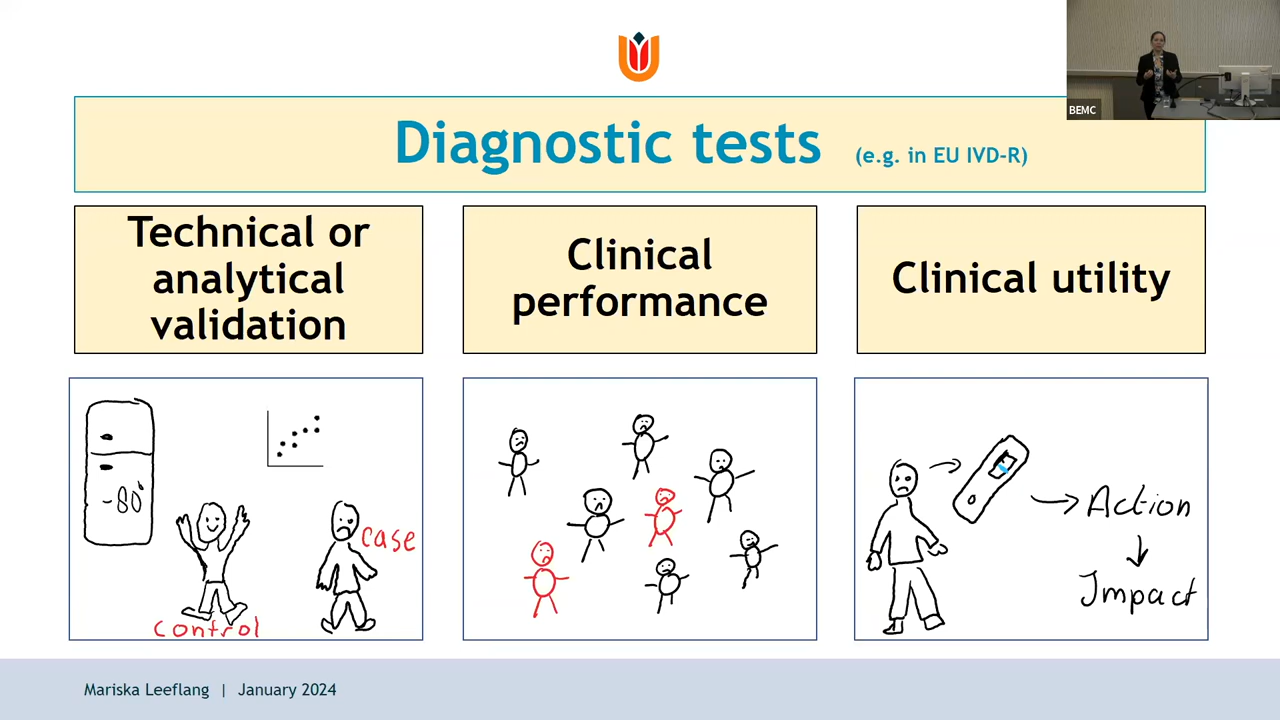 BEMC
Diagnostic tests (e.g. in EU IVD-R)
Technical or
analytical
validation
Clinical
performance
Clinical utility
-80°
control
case
Action
Impact
Mariska Leeflang | January 2024